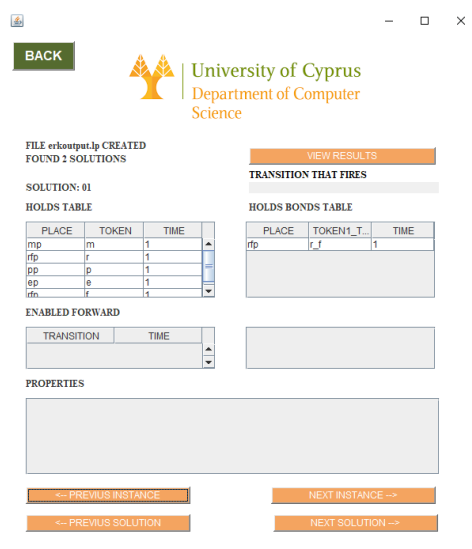 BACK
University of Cyprus
Department of Computer
Science
FILE erkoutput.lp CREATED
FOUND 2 SOLUTIONS
VIEW RESULTS
TRANSITION THAT FIRES
SOLUTION: 01
HOLDS TABLE
HOLDS BONDS TABLE
PLACE TOKEN TIME
mp m 1
rfp r 1
pp p 1
ep e 1
rfp f 1
PLACE TOKEN1_T... TIME
rfp r_f 1
ENABLED FORWARD
TRANSITION TIME
PROPERTIES
<-- PREVIUS INSTANCE
NEXT INSTANCE -->
<-- PREVIUS SOLUTION
NEXT SOLUTION -->